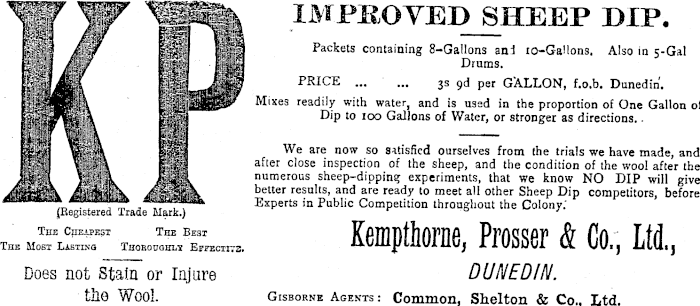 KP
(Registered Trade Mark.)
THE CHEAPEST THE BEST
THE MOST LASTING THOROUGHLY EFFECTIVE.
Does not Stain or Injure
the Wool.
IMPROVED SHEEP DIP.
Packets containing 8-Gallons and 10-Gallons. Also in 5-Gal
Drums.
PRICE ... ... 3s 9d per GALLON, f.o.b. Dunedin.
Mixes readily with water, and is used in the proportion of One Gallon of
Dip to 100 Gallons of Water, or stronger as directions.
We are now so satisfied ourselves from the trials we have made, and
after close inspection of the sheep, and the condition of the wool after the
numerous sheep-dipping experiments, that we know NO DIP will give
better results, and are ready to meet all other Sheep Dip competitors, before
Experts in Public Competition throughout the Colony.
Kempthorne, Prosser & Co., Ltd.,
DUNEDIN.
GISBORNE AGENTS: Common, Shelton & Co., Ltd.